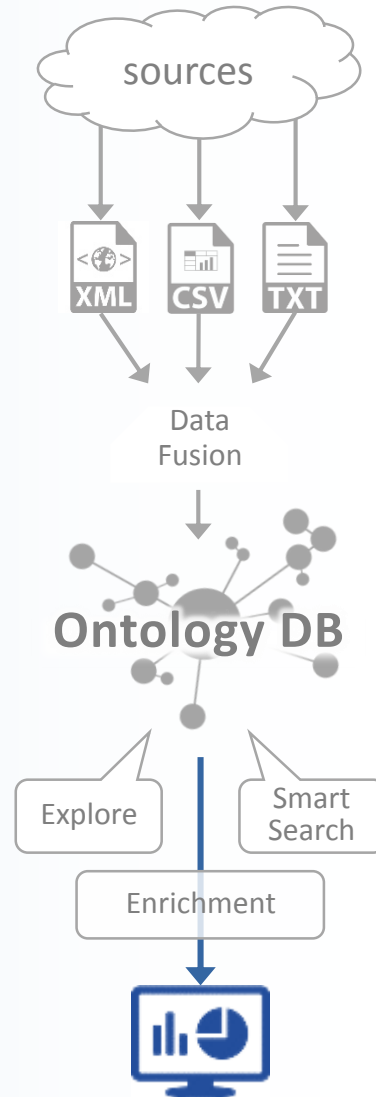 sources
XML
CSV
TXT
Data
Fusion
Ontology DB
Explore
Smart
Search
Enrichment